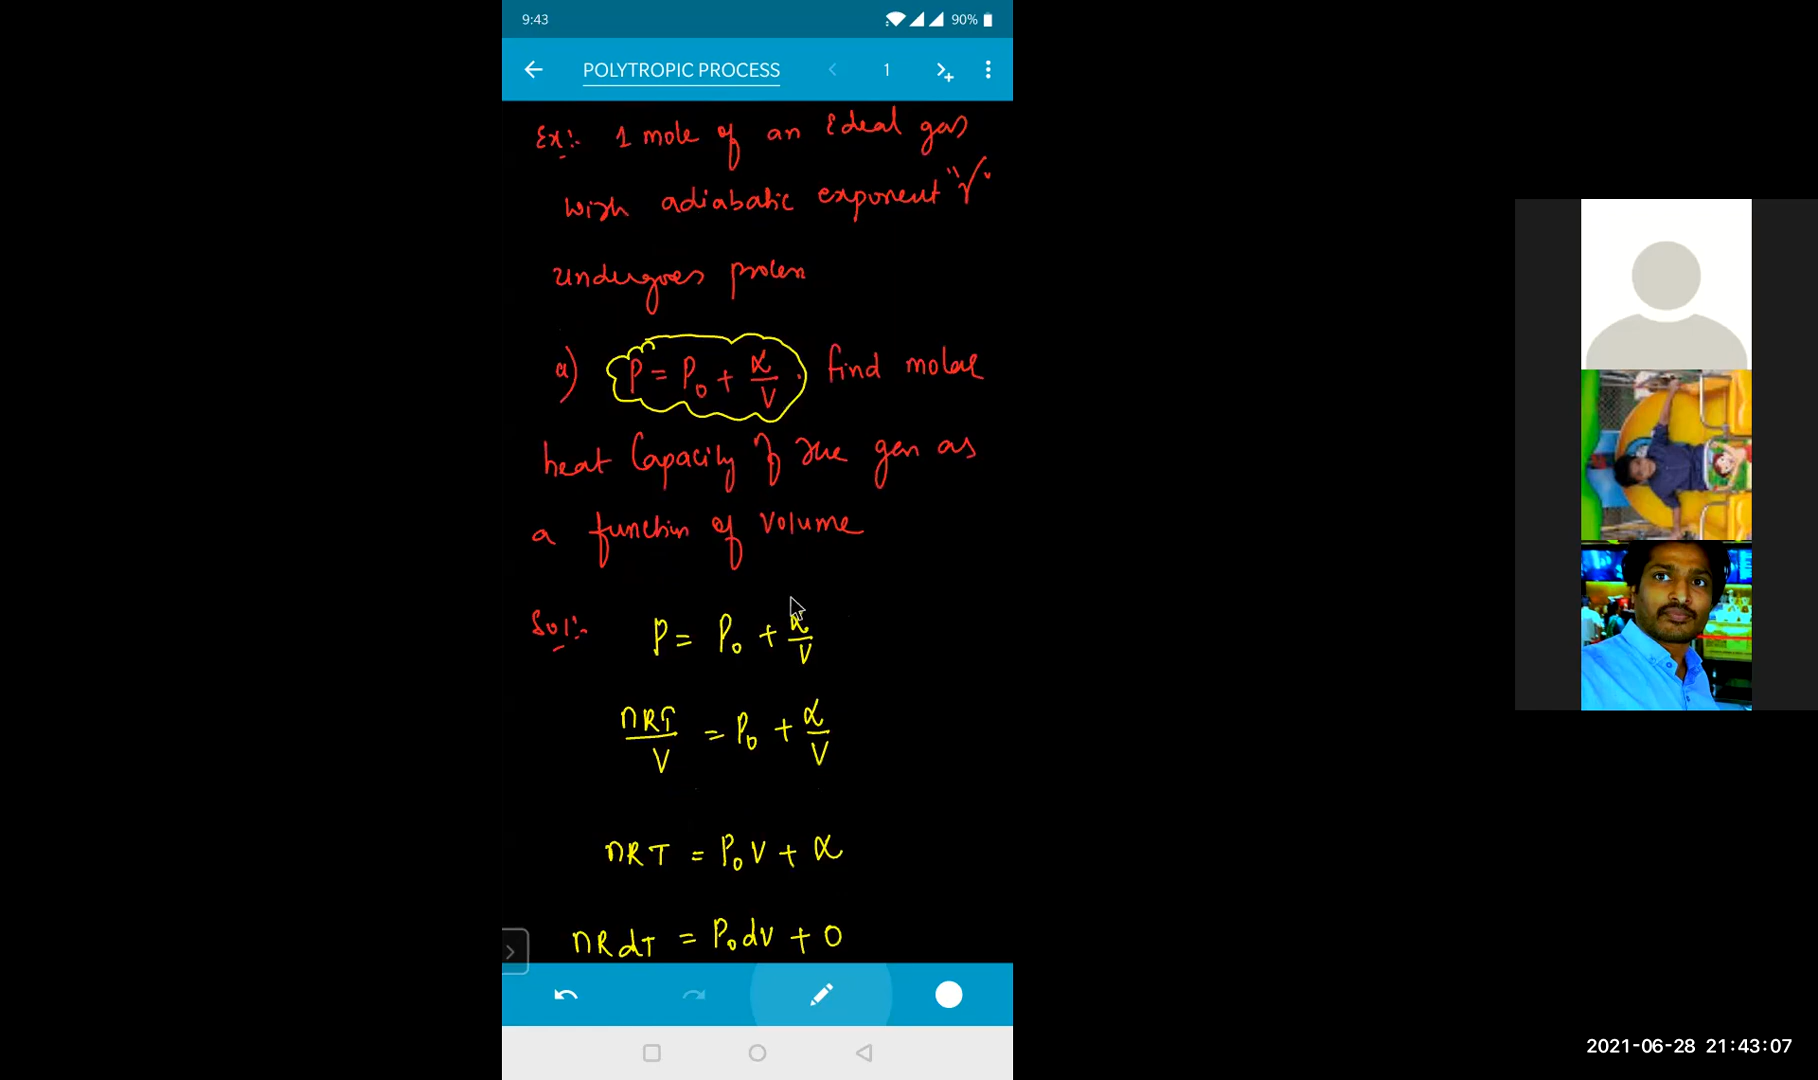 9:43
90%
POLYTROPIC PROCESS
1
Ex:- 1 mole of an Ideal gas
with adiabatic exponent "γ"
undergoes process
a) P = P₀ + α/V . find molar
heat Capacity of the gas as
a function of Volume
Sol:- P = P₀ + α/V
nRT/V = P₀ + α/V
nRT = P₀V + α
nRdT = P₀dV + 0
2021-06-28 21:43:07